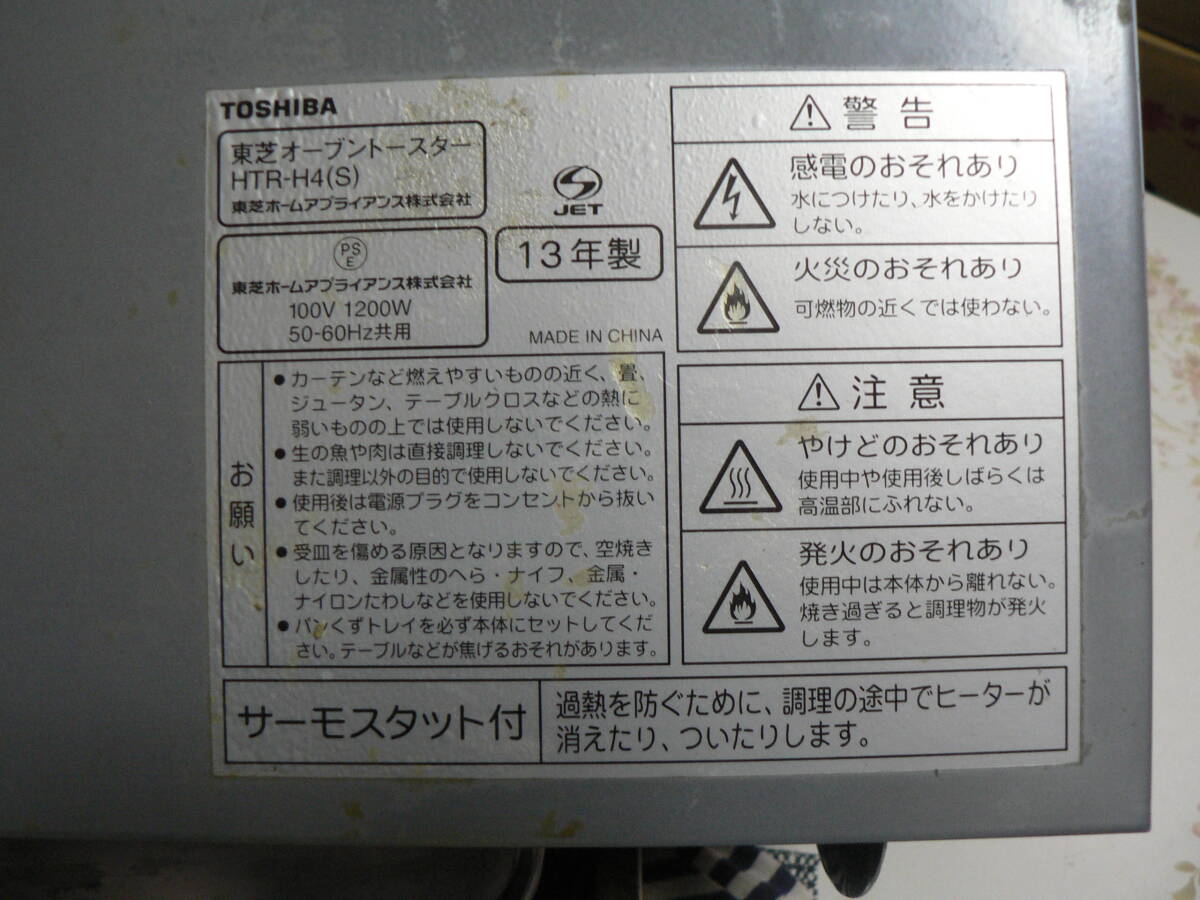 TOSHIBA
東芝オーブントースター
HTR-H4(S)
東芝ホームアプライアンス株式会社
PS
E
東芝ホームアプライアンス株式会社
100V 1200W
50-60Hz共用
JET
13年製
MADE IN CHINA
お願い
●カーテンなど燃えやすいものの近く、畳、
ジュータン、テーブルクロスなどの熱に
弱いものの上では使用しないでください。
●生の魚や肉は直接調理しないでください。
また調理以外の目的で使用しないでください。
●使用後は電源プラグをコンセントから抜い
てください。
●受皿を傷める原因となりますので、空焼き
したり、金属性のへら・ナイフ、金属・
ナイロンたわしなどを使用しないでください。
●パンくずトレイを必ず本体にセットしてくだ
さい。テーブルなどが焦げるおそれがあります。
警告
感電のおそれあり
水につけたり、水をかけたり
しない。
火災のおそれあり
可燃物の近くでは使わない。
注意
やけどのおそれあり
使用中や使用後しばらくは
高温部にふれない。
発火のおそれあり
使用中は本体から離れない。
焼き過ぎると調理物が発火
します。
サーモスタット付
過熱を防ぐために、調理の途中でヒーターが
消えたり、ついたりします。